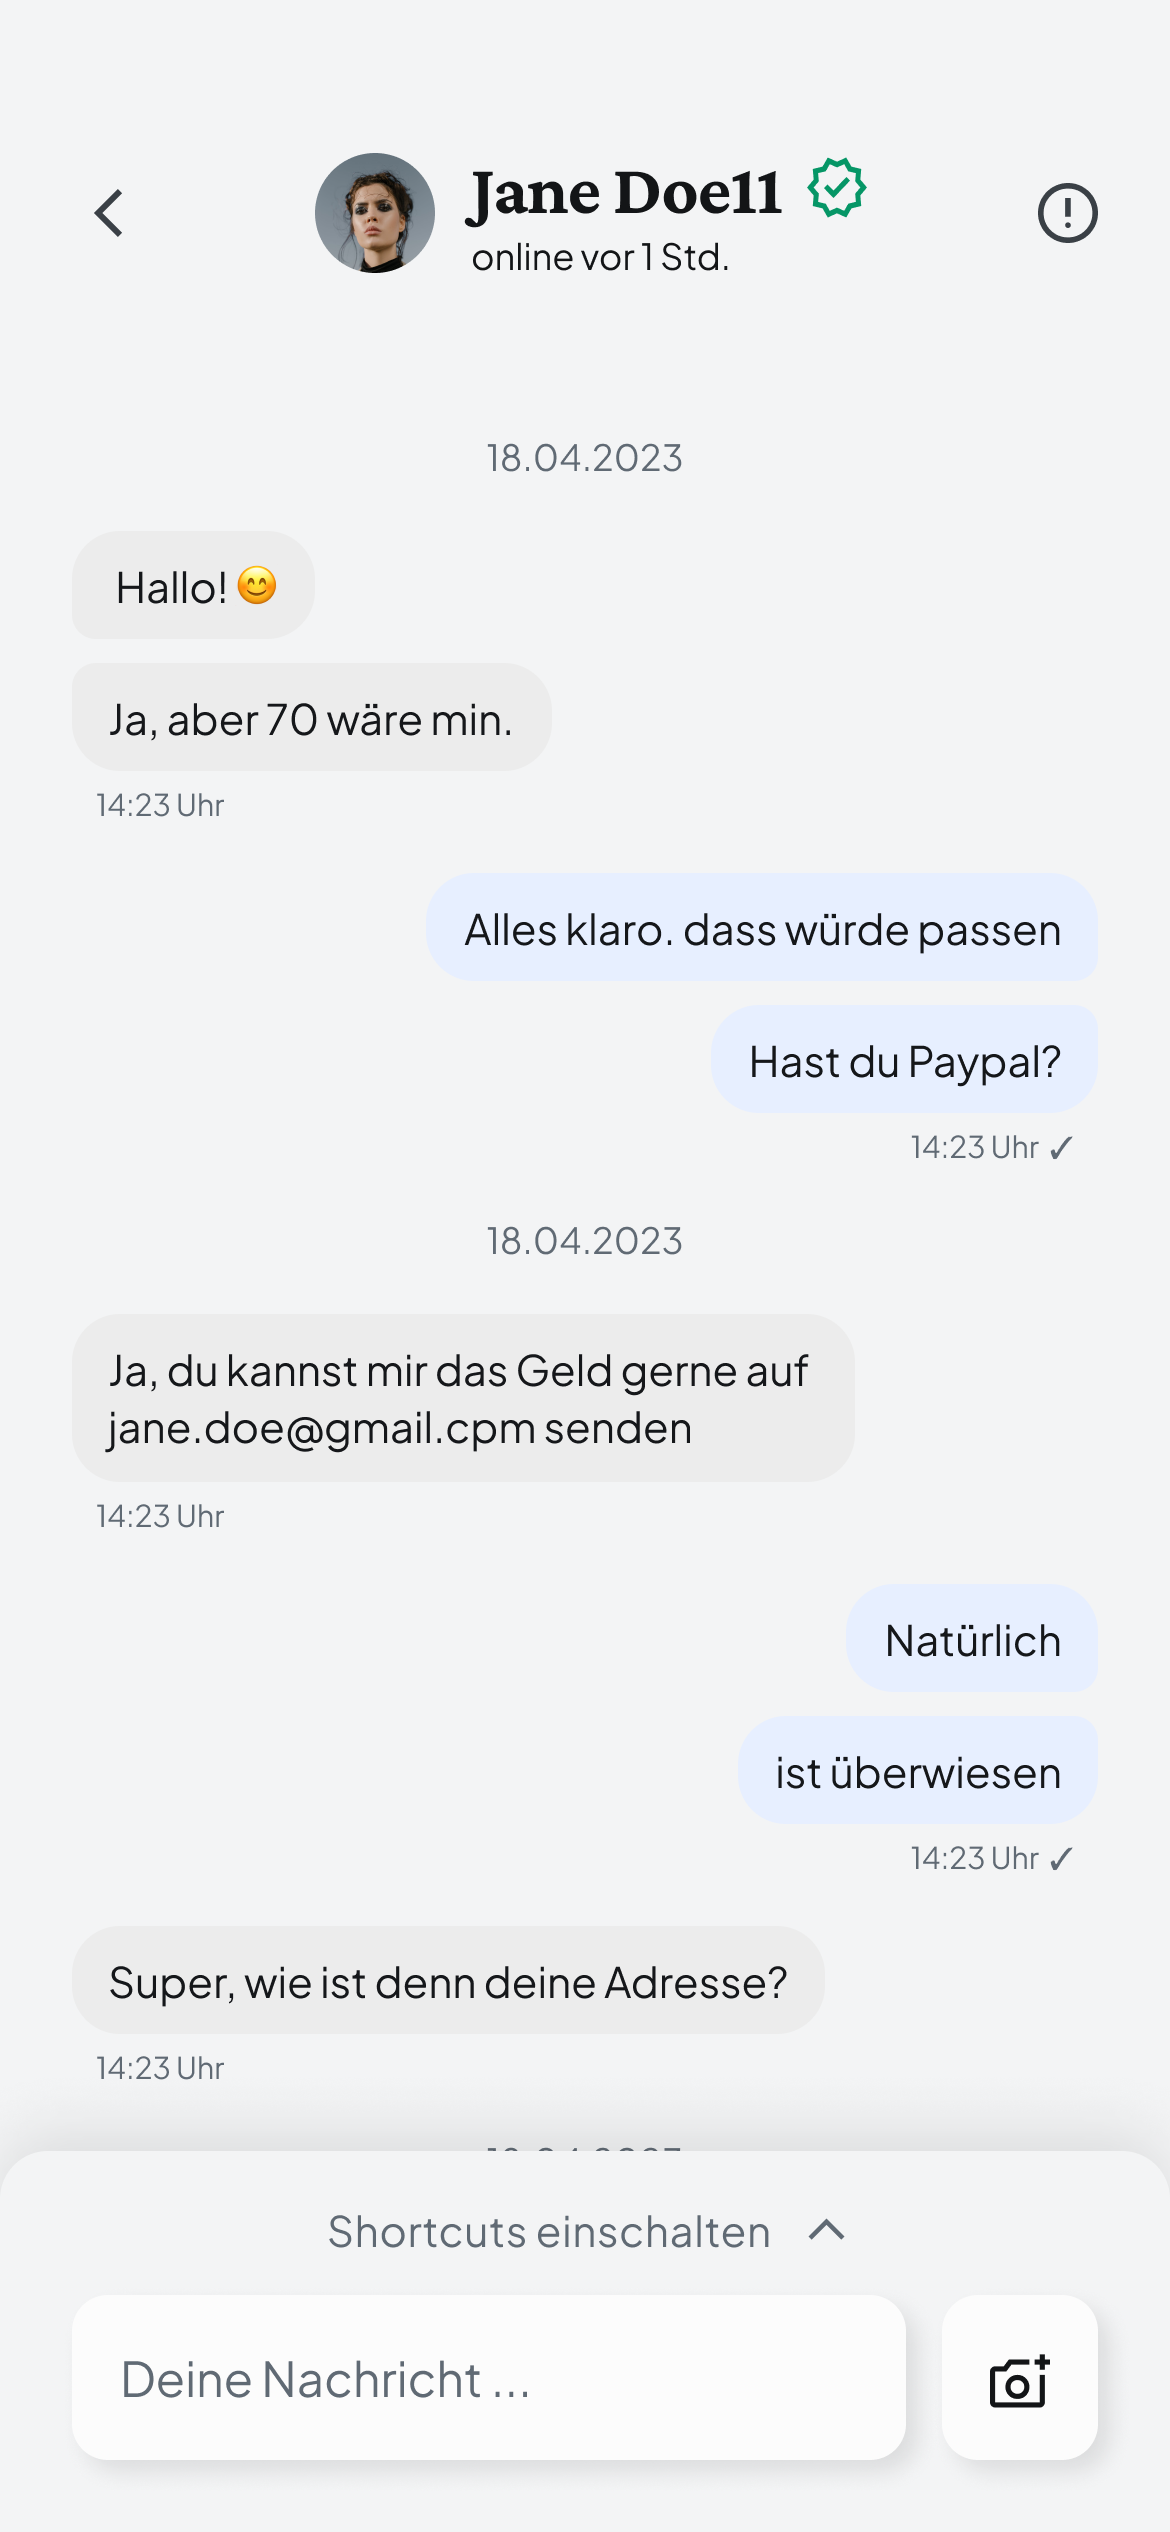 Jane Doe11
online vor 1 Std.
18.04.2023
Hallo! 😊
Ja, aber 70 wäre min.
14:23 Uhr
Alles klaro. dass würde passen
Hast du Paypal?
14:23 Uhr ✓
18.04.2023
Ja, du kannst mir das Geld gerne auf
jane.doe@gmail.cpm senden
14:23 Uhr
Natürlich
ist überwiesen
14:23 Uhr ✓
Super, wie ist denn deine Adresse?
14:23 Uhr
Shortcuts einschalten
Deine Nachricht ...